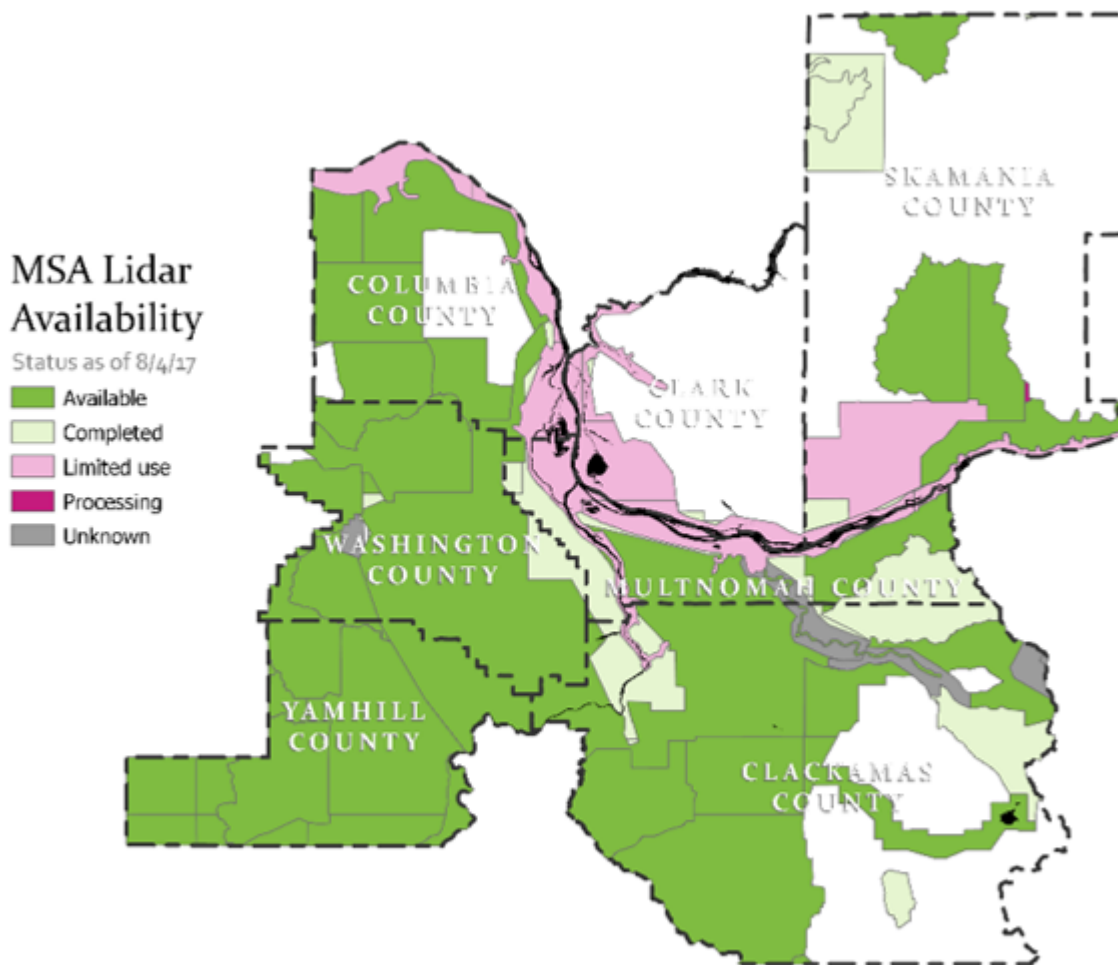 MSA Lidar
Availability
Status as of 8/4/17
Available
Completed
Limited use
Processing
Unknown
SKAMANIA
COUNTY
COLUMBIA
COUNTY
CLARK
COUNTY
WASHINGTON
COUNTY
MULTNOMAH COUNTY
YAMHILL
COUNTY
CLACKAMAS
COUNTY